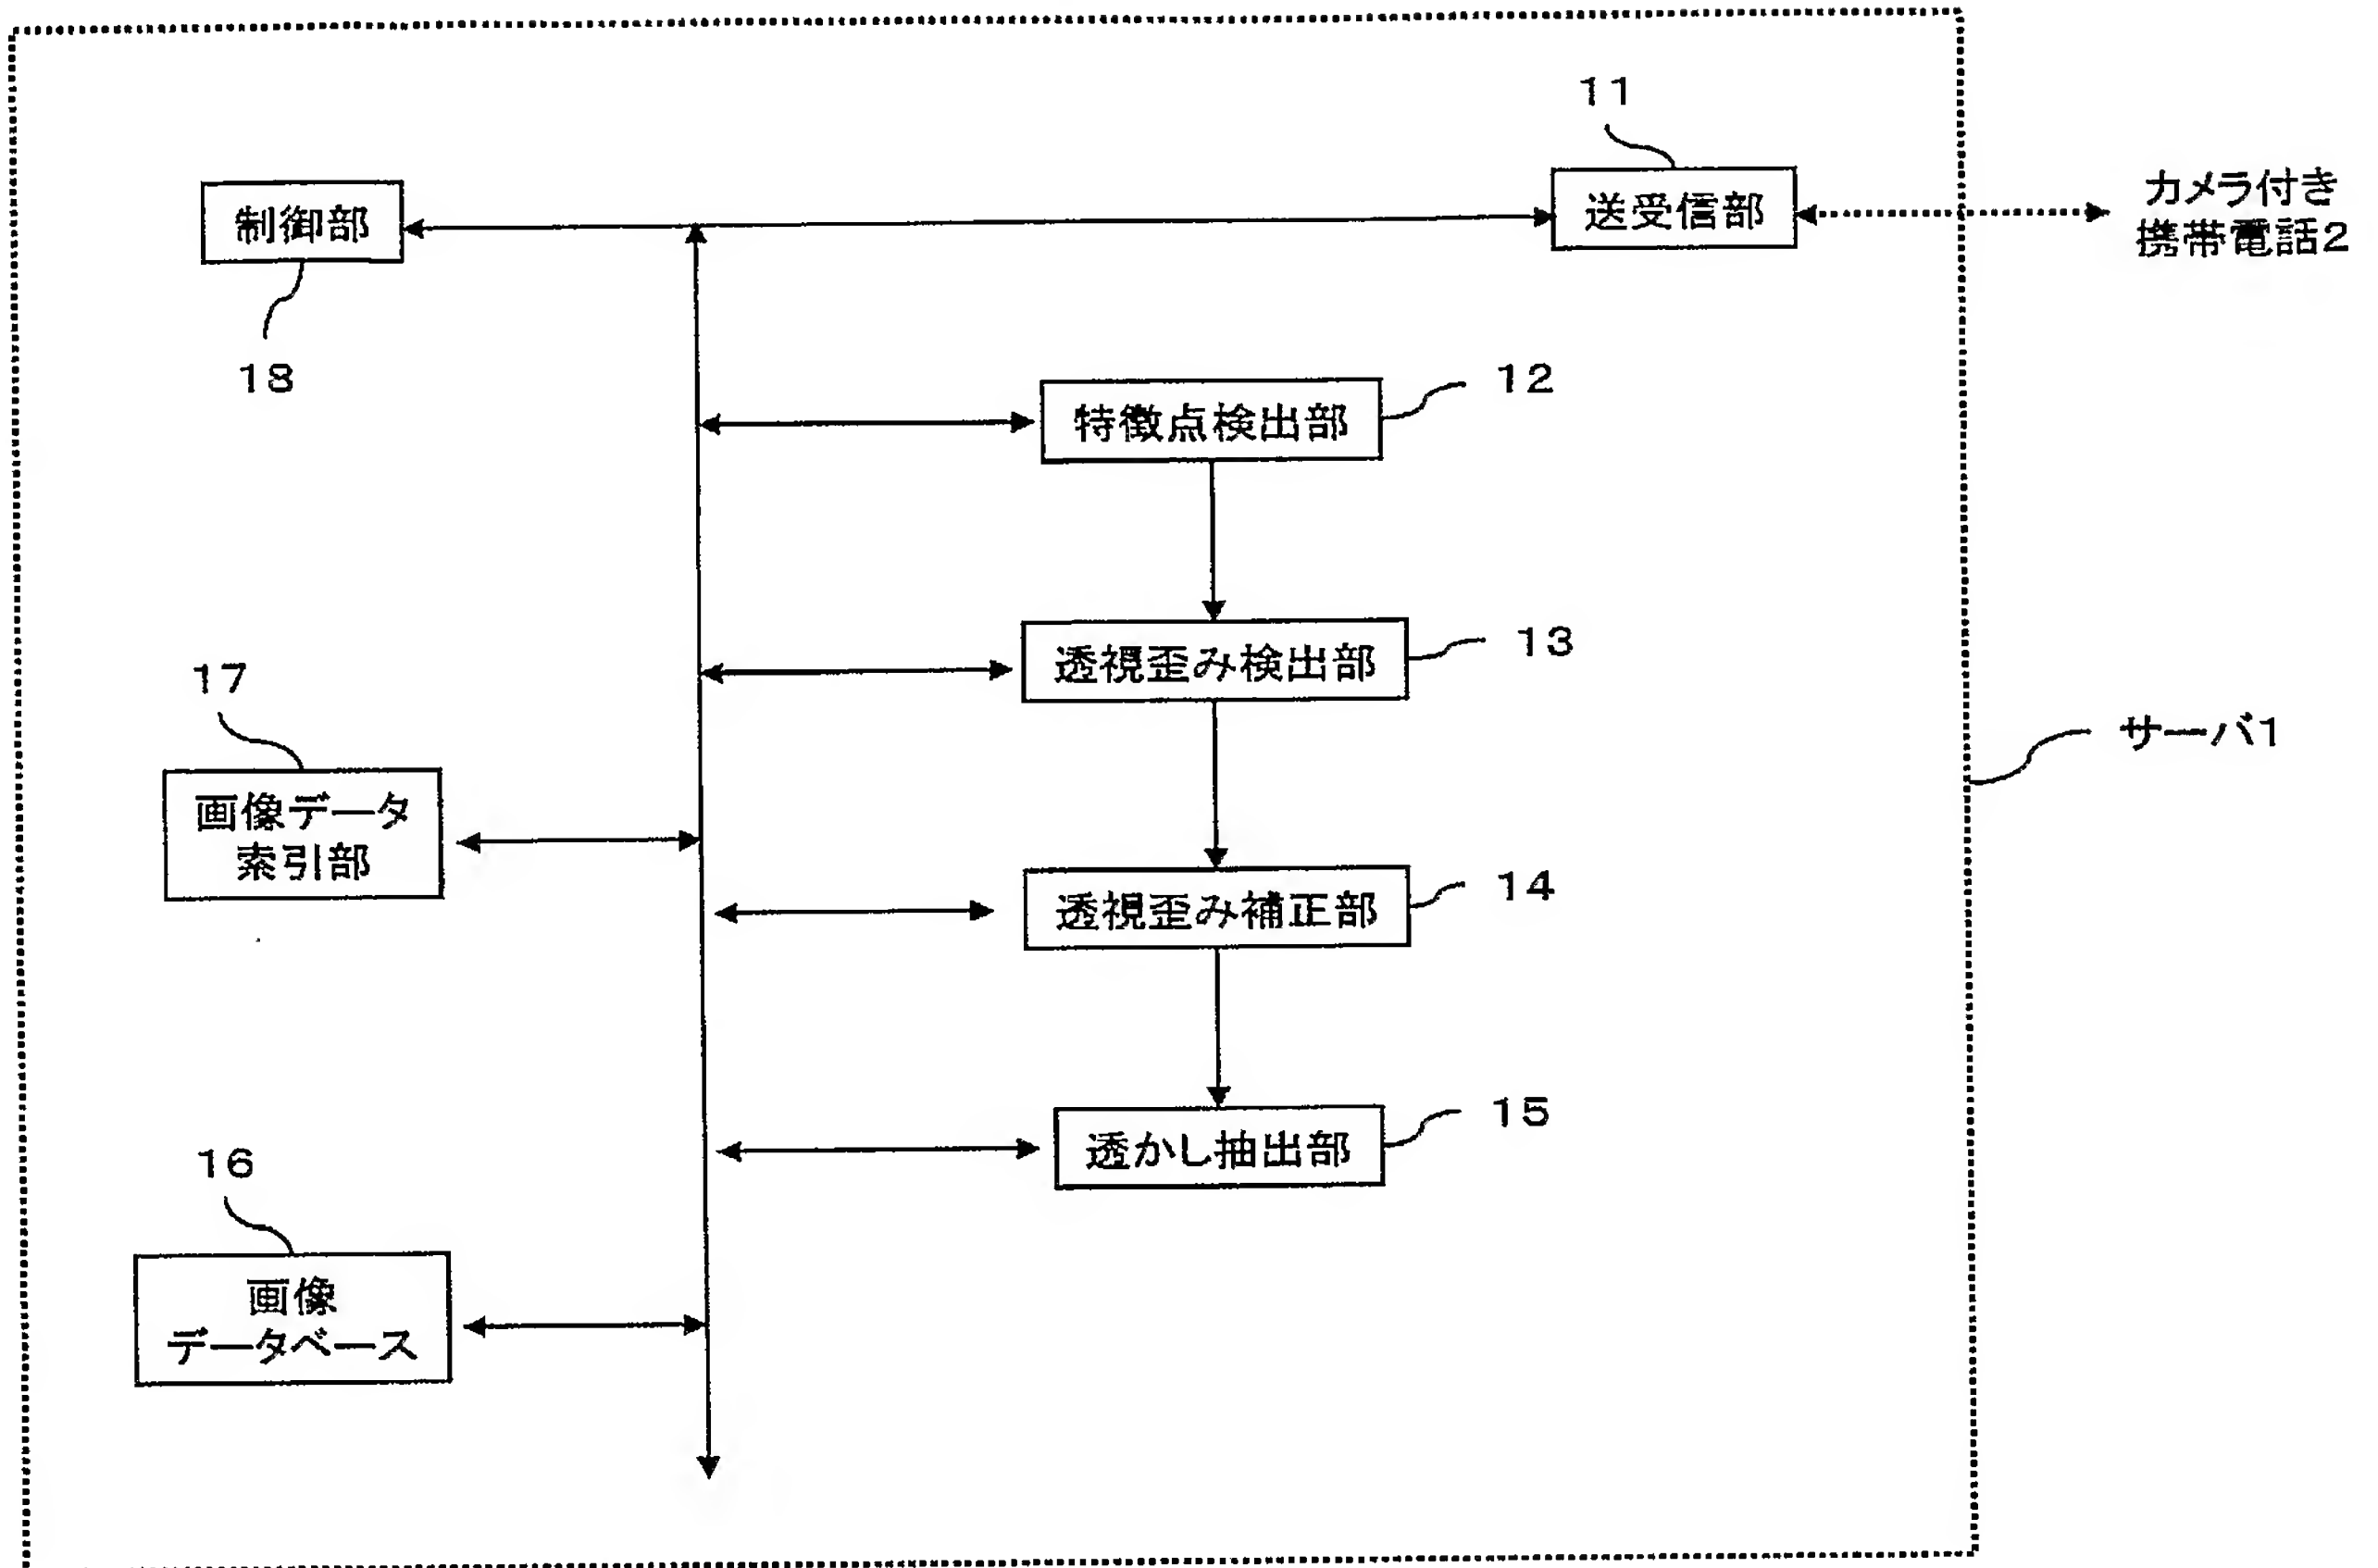 11
制御部
送受信部
カメラ付き
携帯電話2
18
特徴点検出部
12
透視歪み検出部
13
17
サーバ1
画像データ
索引部
透視歪み補正部
14
透かし抽出部
15
16
画像
データベース